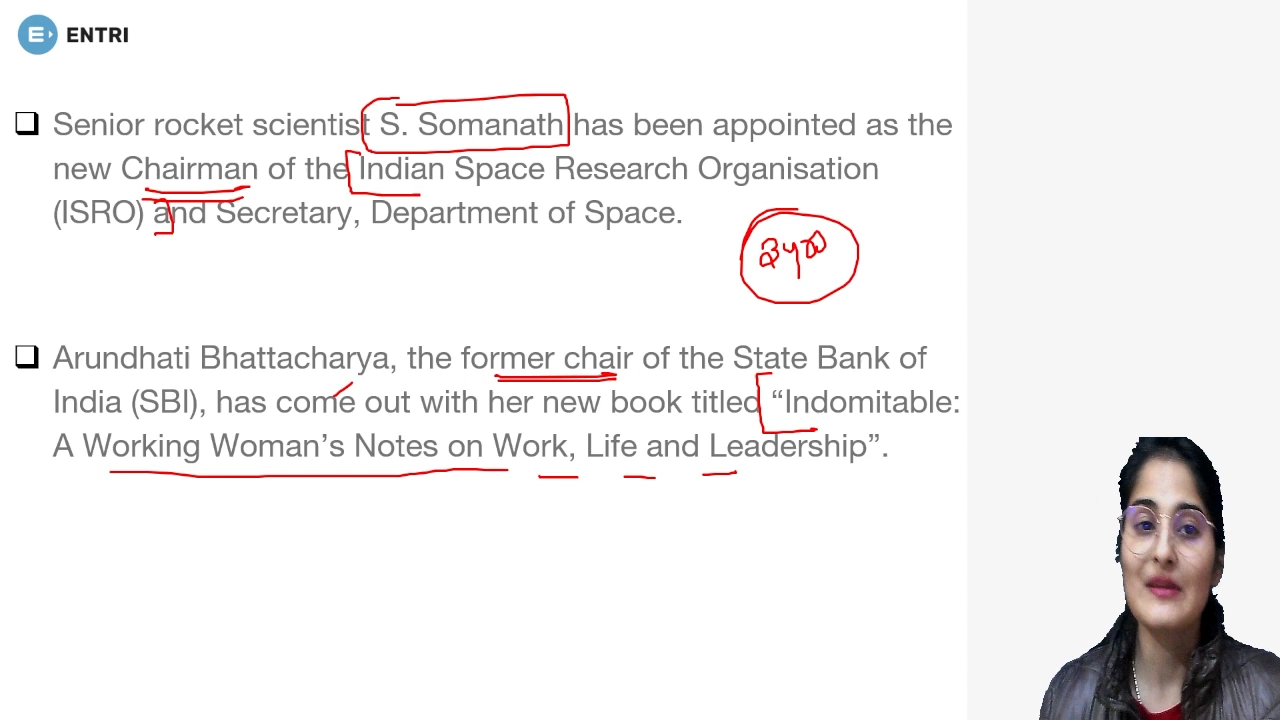 ENTRI
Senior rocket scientist S. Somanath has been appointed as the
new Chairman of the Indian Space Research Organisation
(ISRO) and Secretary, Department of Space.
Arundhati Bhattacharya, the former chair of the State Bank of
India (SBI), has come out with her new book titled “Indomitable:
A Working Woman’s Notes on Work, Life and Leadership”.